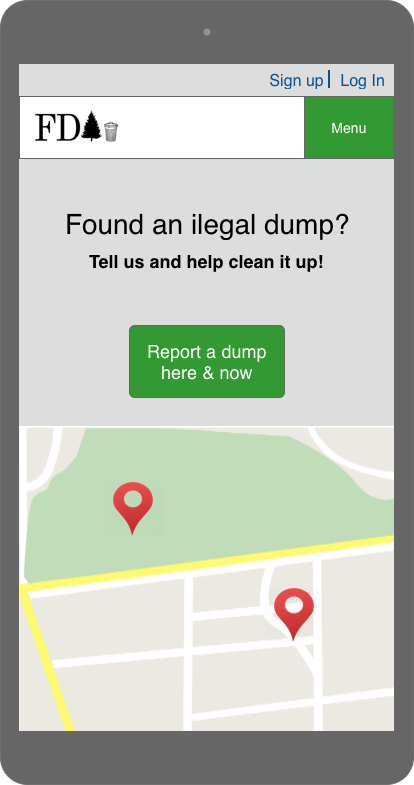 Sign up | Log In
FD
Menu
Found an ilegal dump?
Tell us and help clean it up!
Report a dump
here & now